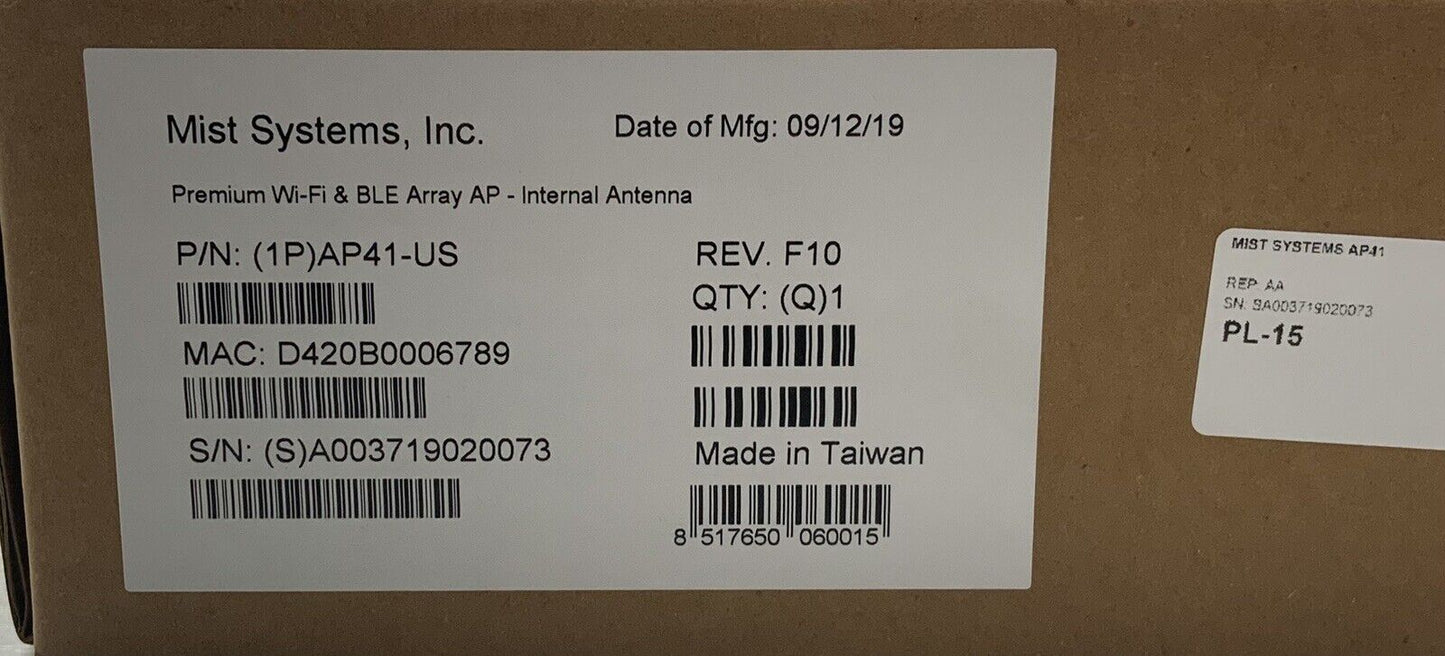 Mist Systems, Inc.
Date of Mfg: 09/12/19
Premium Wi-Fi & BLE Array AP - Internal Antenna
P/N: (1P)AP41-US
REV. F10
QTY: (Q)1
MAC: D420B0006789
S/N: (S)A003719020073
Made in Taiwan
8 517650 060015
MIST SYSTEMS AP41
REP: AA
SN: SA003719020073
PL-15